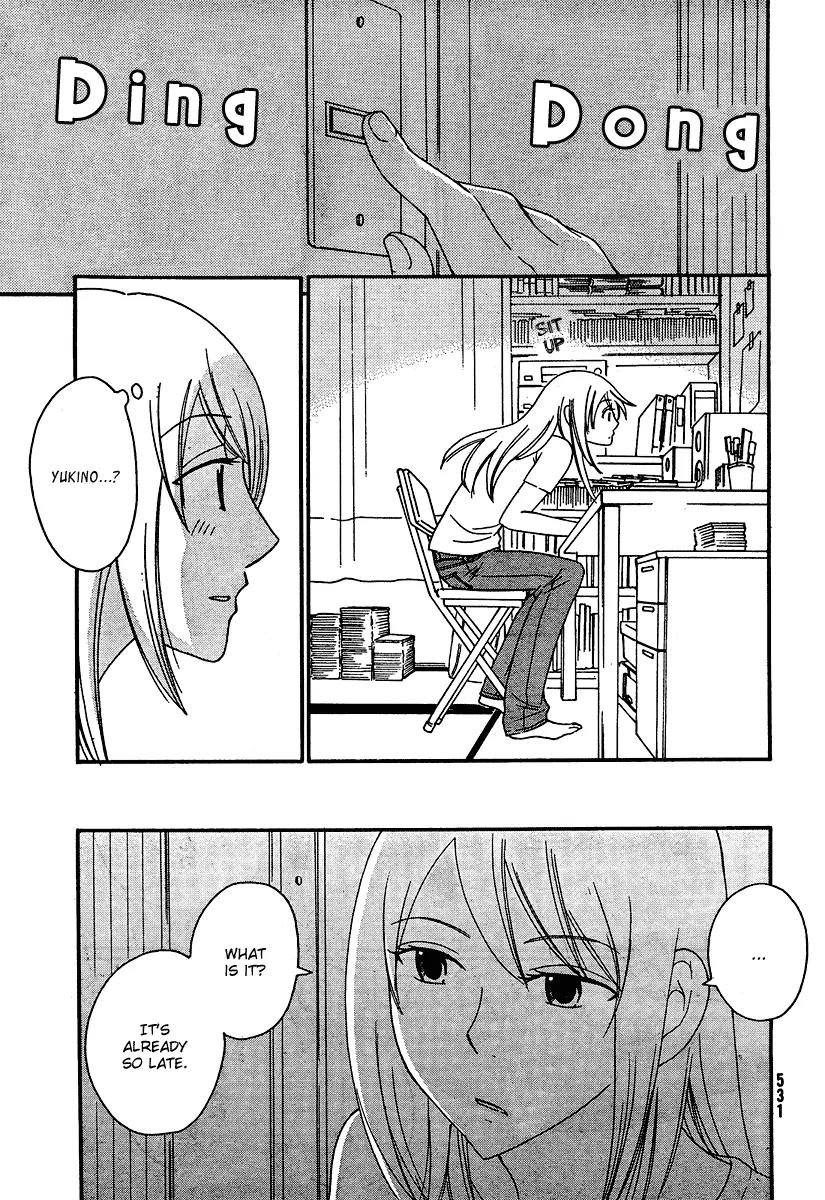 Ding Dong
SIT
UP
YUKINO...?
...
WHAT
IS IT?
IT'S
ALREADY
SO LATE.
531